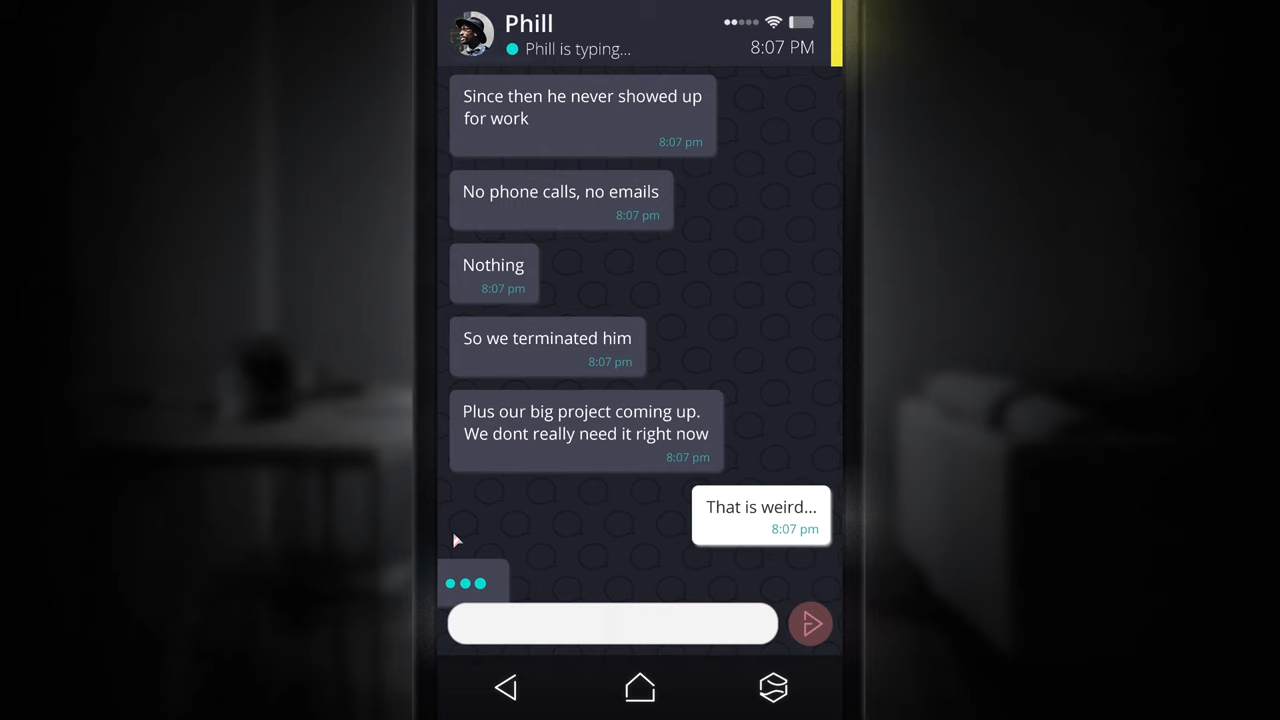 Phill
Phill is typing...
8:07 PM
Since then he never showed up
for work
8:07 pm
No phone calls, no emails
8:07 pm
Nothing
8:07 pm
So we terminated him
8:07 pm
Plus our big project coming up.
We dont really need it right now
8:07 pm
That is weird...
8:07 pm